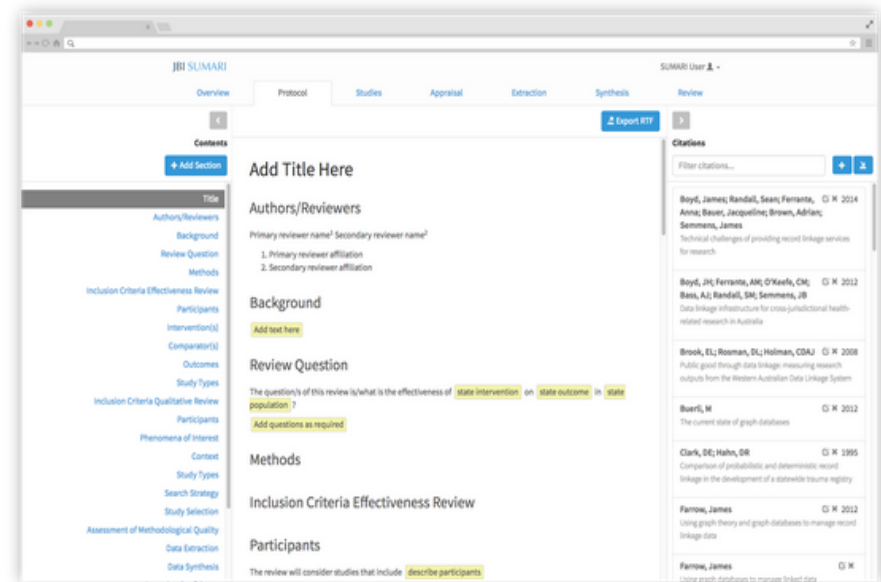 JBI SUMARI
SUMARI User
Overview
Protocol
Studies
Appraisal
Extraction
Synthesis
Review
Contents
+ Add Section
Title
Authors/Reviewers
Background
Review Question
Methods
Inclusion Criteria Effectiveness Review
Participants
Intervention(s)
Comparator(s)
Outcomes
Study Types
Inclusion Criteria Qualitative Review
Participants
Phenomena of Interest
Context
Study Types
Search Strategy
Study Selection
Assessment of Methodological Quality
Data Extraction
Data Synthesis
Export RTF
Add Title Here
Authors/Reviewers
Primary reviewer name¹ Secondary reviewer name²
1. Primary reviewer affiliation
2. Secondary reviewer affiliation
Background
Add text here
Review Question
The question/s of this review is/what is the effectiveness of state intervention on state outcome in state
population ?
Add questions as required
Methods
Inclusion Criteria Effectiveness Review
Participants
The review will consider studies that include describe participants
Citations
Filter citations...
Boyd, James; Randall, Sean; Ferrante, 2014
Anna; Bauer, Jacqueline; Brown, Adrian;
Semmens, James
Technical challenges of providing record linkage services
for research
Boyd, JH; Ferrante, AM; O'Keefe, CM; 2012
Bass, AJ; Randall, SM; Semmens, JB
Data linkage infrastructure for cross-jurisdictional health-
related research in Australia
Brook, EL; Rosman, DL; Holman, CDAJ 2008
Public good through data linkage: measuring research
outputs from the Western Australian Data Linkage System
Buerli, M 2012
The current state of graph databases
Clark, DE; Hahn, DR 1995
Comparison of probabilistic and deterministic record
linkage in the development of a statewide trauma registry
Farrow, James 2012
Using graph theory and graph databases to manage record
linkage data
Farrow, James
Using graph databases to manage linked data